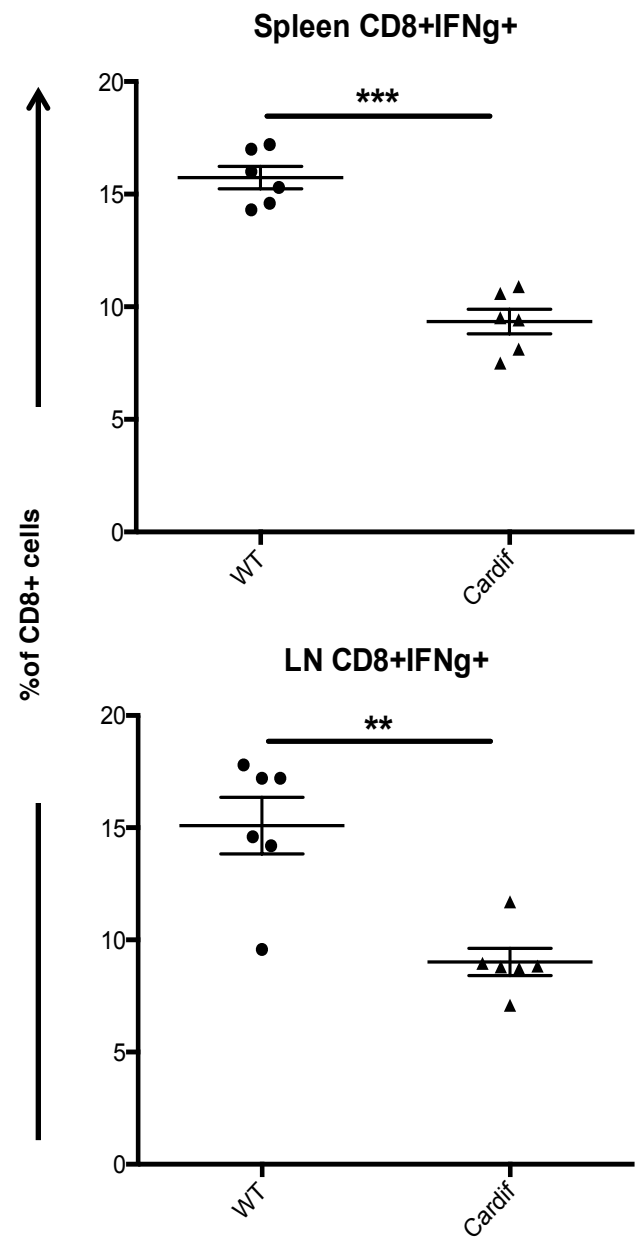 Spleen CD8+IFNg+
***
20
15
10
5
0
WT
Cardif
%of CD8+ cells
LN CD8+IFNg+
**
20
15
10
5
0
WT
Cardif